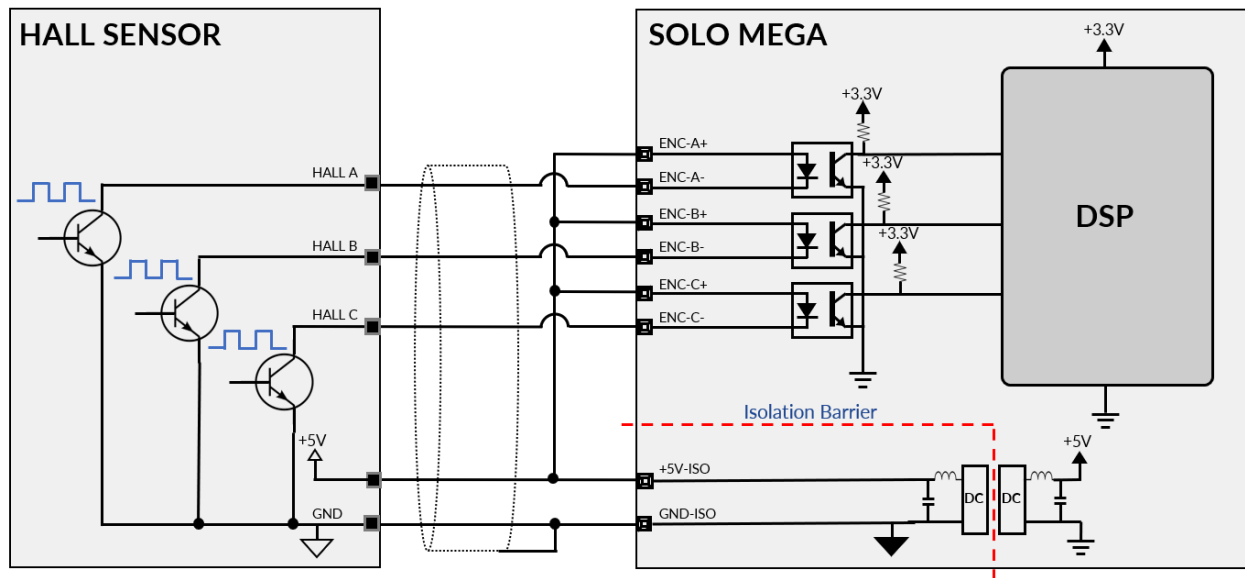 HALL SENSOR
SOLO MEGA
+3.3V
+3.3V
ENC-A+
+3.3V
HALL A
ENC-A-
DSP
ENC-B+
+3.3V
HALL B
ENC-B-
ENC-C+
HALL C
ENC-C-
Isolation Barrier
+5V
+5V
+5V-ISO
DC
DC
GND
GND-ISO